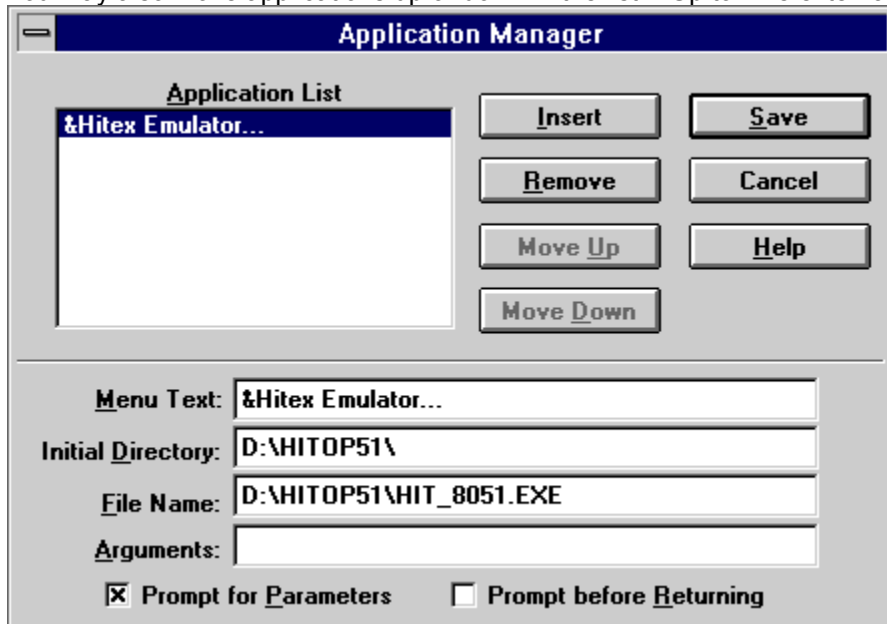 Application Manager
Application List
&Hitex Emulator...
Insert
Save
Remove
Cancel
Move Up
Help
Move Down
Menu Text: &Hitex Emulator...
Initial Directory: D:\HITOP51\
File Name: D:\HITOP51\HIT_8051.EXE
Arguments:
Prompt for Parameters Prompt before Returning